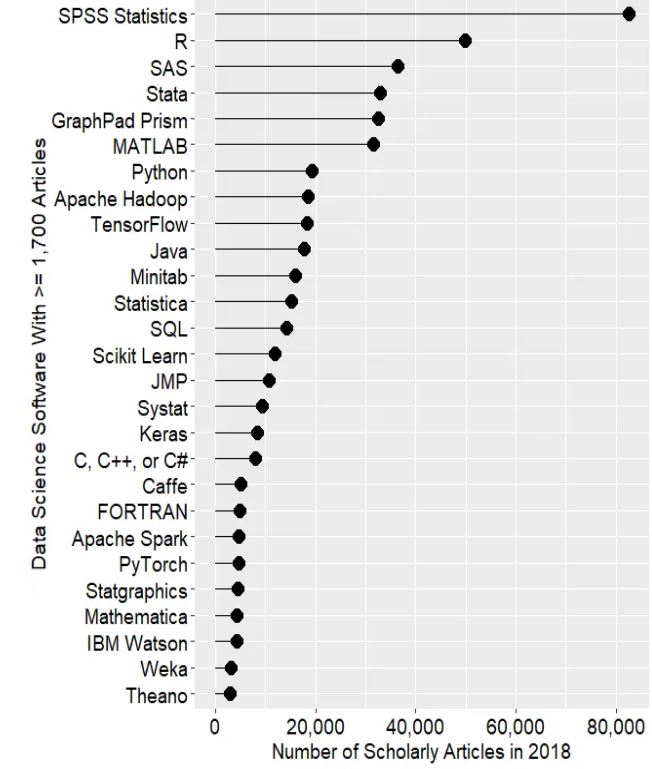 SPSS Statistics
R
SAS
Stata
GraphPad Prism
MATLAB
Python
Apache Hadoop
TensorFlow
Java
Minitab
Statistica
SQL
Scikit Learn
JMP
Systat
Keras
C, C++, or C#
Caffe
FORTRAN
Apache Spark
PyTorch
Statgraphics
Mathematica
IBM Watson
Weka
Theano
Data Science Software With >= 1,700 Articles
0 20,000 40,000 60,000 80,000
Number of Scholarly Articles in 2018